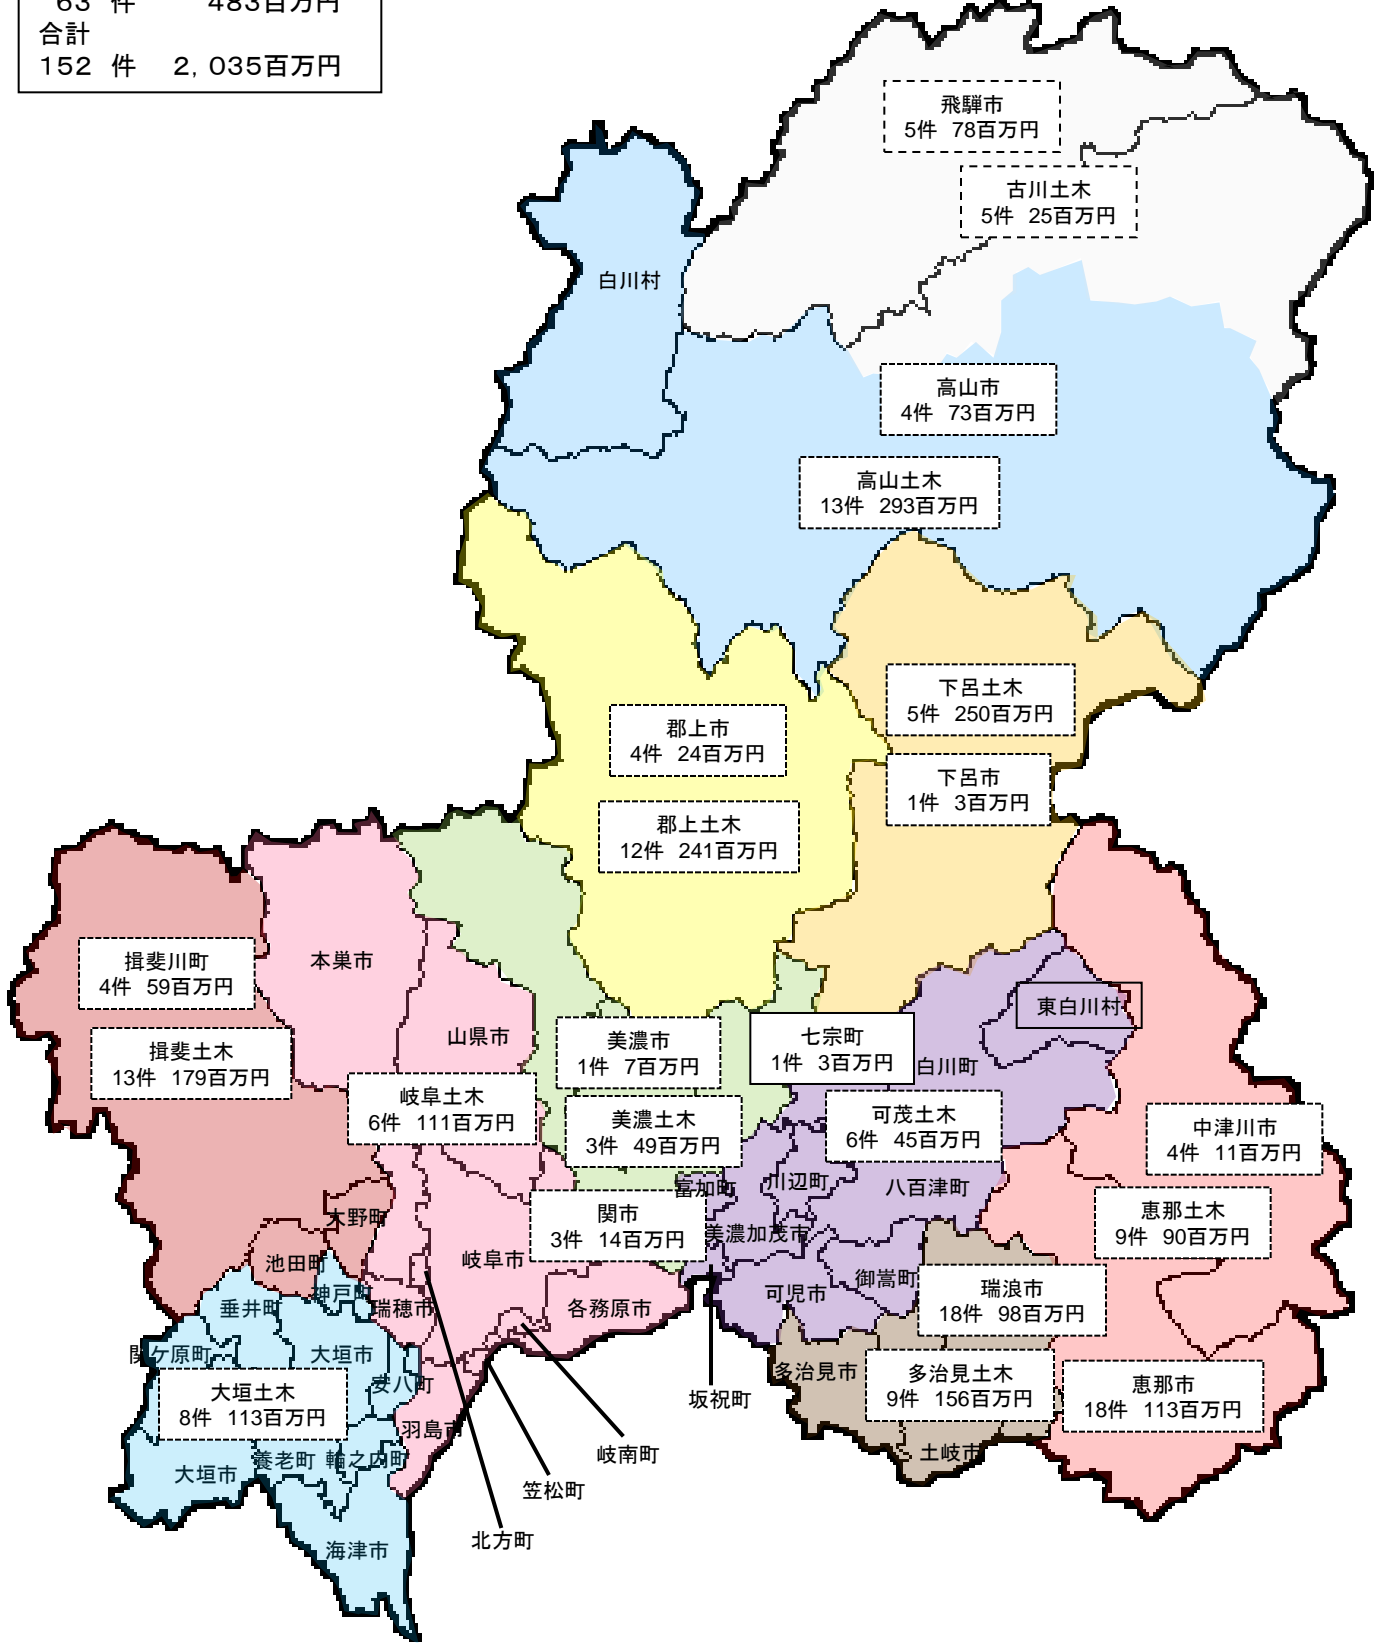 63 件 483百万円
合計
152 件 2,035百万円
飛騨市
5件 78百万円
古川土木
5件 25百万円
白川村
高山市
4件 73百万円
高山土木
13件 293百万円
下呂土木
5件 250百万円
郡上市
4件 24百万円
下呂市
1件 3百万円
郡上土木
12件 241百万円
揖斐川町
4件 59百万円
本巣市
東白川村
山県市
美濃市
1件 7百万円
七宗町
1件 3百万円
白川町
揖斐土木
13件 179百万円
岐阜土木
6件 111百万円
美濃土木
3件 49百万円
可茂土木
6件 45百万円
中津川市
4件 11百万円
富加町
川辺町
八百津町
大野町
関市
3件 14百万円
美濃加茂市
恵那土木
9件 90百万円
池田町
岐阜市
神戸町
御嵩町
可児市
瑞浪市
18件 98百万円
垂井町
瑞穂市
各務原市
関ケ原町
大垣市
安八町
多治見市
多治見土木
9件 156百万円
恵那市
18件 113百万円
大垣土木
8件 113百万円
坂祝町
羽島市
岐南町
土岐市
養老町
輪之内町
大垣市
笠松町
北方町
海津市